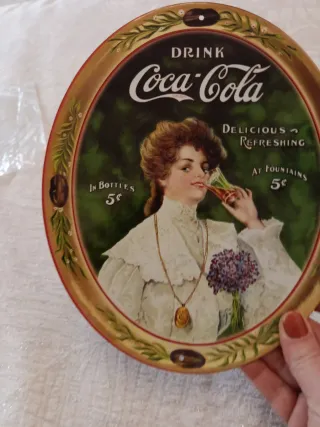 DRINK
Coca-Cola
DELICIOUS
REFRESHING
IN BOTTLES
5¢
AT FOUNTAINS
5¢